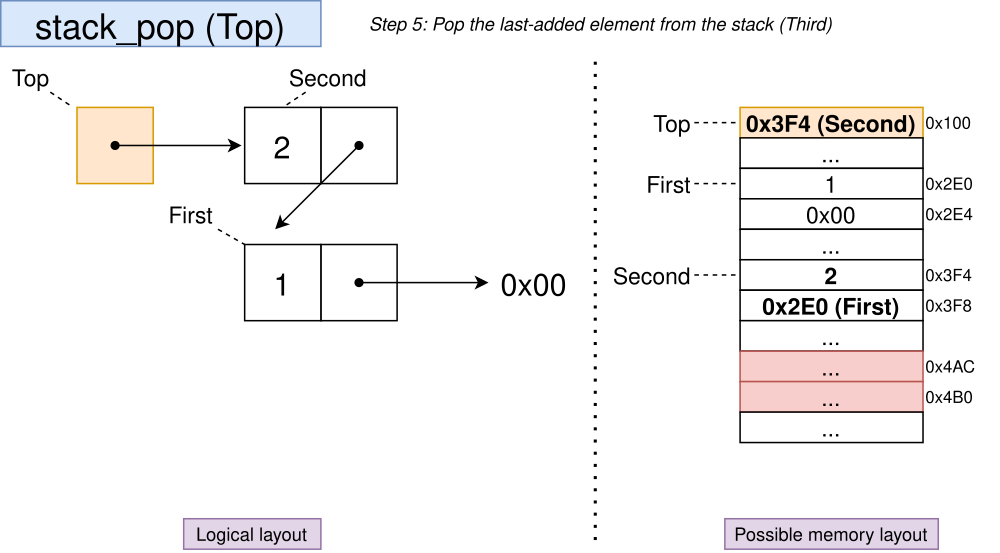 stack_pop (Top)
Step 5: Pop the last-added element from the stack (Third)
Top
Second
2
First
1
0x00
Logical layout
Top
0x3F4 (Second)
0x100
...
First
1
0x2E0
0x00
0x2E4
...
Second
2
0x3F4
0x2E0 (First)
0x3F8
...
...
0x4AC
...
0x4B0
...
Possible memory layout